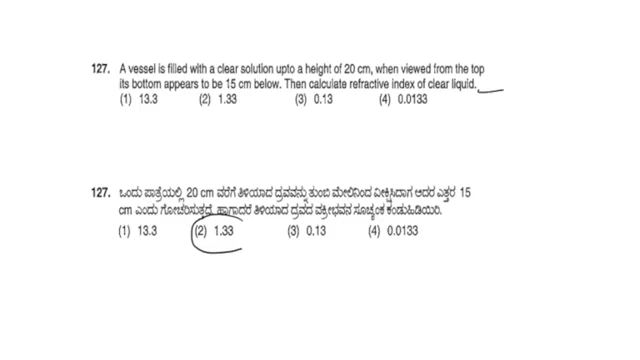 127. A vessel is filled with a clear solution upto a height of 20 cm, when viewed from the top
its bottom appears to be 15 cm below. Then calculate refractive index of clear liquid.
(1) 13.3 (2) 1.33 (3) 0.13 (4) 0.0133
127. ಒಂದು ಪಾತ್ರೆಯಲ್ಲಿ 20 cm ವರೆಗೆ ತಿಳಿಯಾದ ದ್ರವವನ್ನು ತುಂಬಿ ಮೇಲಿನಿಂದ ವೀಕ್ಷಿಸಿದಾಗ ಅದರ ಎತ್ತರ 15
cm ಎಂದು ಗೋಚರಿಸುತ್ತದೆ. ಹಾಗಾದರೆ ತಿಳಿಯಾದ ದ್ರವದ ವಕ್ರೀಭವನ ಸೂಚ್ಯಂಕ ಕಂಡುಹಿಡಿಯಿರಿ.
(1) 13.3 (2) 1.33 (3) 0.13 (4) 0.0133